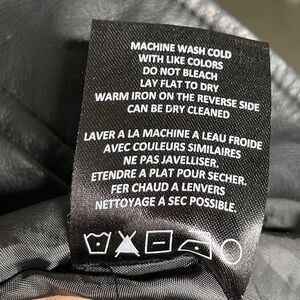 MACHINE WASH COLD
WITH LIKE COLORS
DO NOT BLEACH
LAY FLAT TO DRY
WARM IRON ON THE REVERSE SIDE
CAN BE DRY CLEANED
LAVER A LA MACHINE A LEAU FROIDE
AVEC COULEURS SIMILAIRES
NE PAS JAVELLISER.
ETENDRE A PLAT POUR SECHER.
FER CHAUD A LENVERS
NETTOYAGE A SEC POSSIBLE.